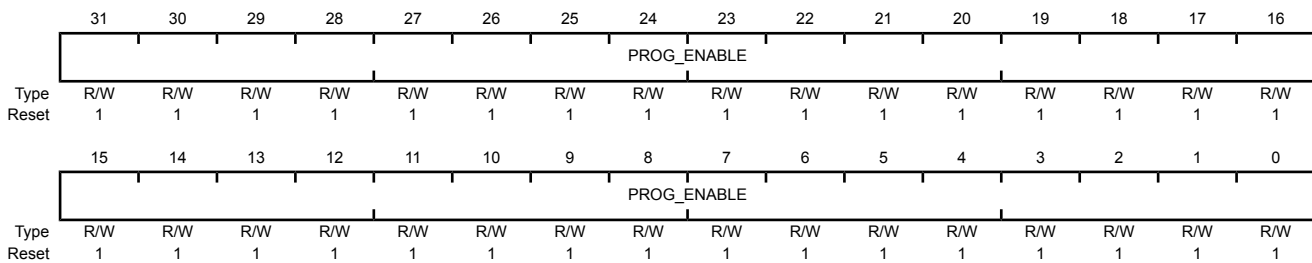 31 30 29 28 27 26 25 24 23 22 21 20 19 18 17 16
PROG_ENABLE
Type R/W R/W R/W R/W R/W R/W R/W R/W R/W R/W R/W R/W R/W R/W R/W R/W
Reset 1 1 1 1 1 1 1 1 1 1 1 1 1 1 1 1
15 14 13 12 11 10 9 8 7 6 5 4 3 2 1 0
PROG_ENABLE
Type R/W R/W R/W R/W R/W R/W R/W R/W R/W R/W R/W R/W R/W R/W R/W R/W
Reset 1 1 1 1 1 1 1 1 1 1 1 1 1 1 1 1